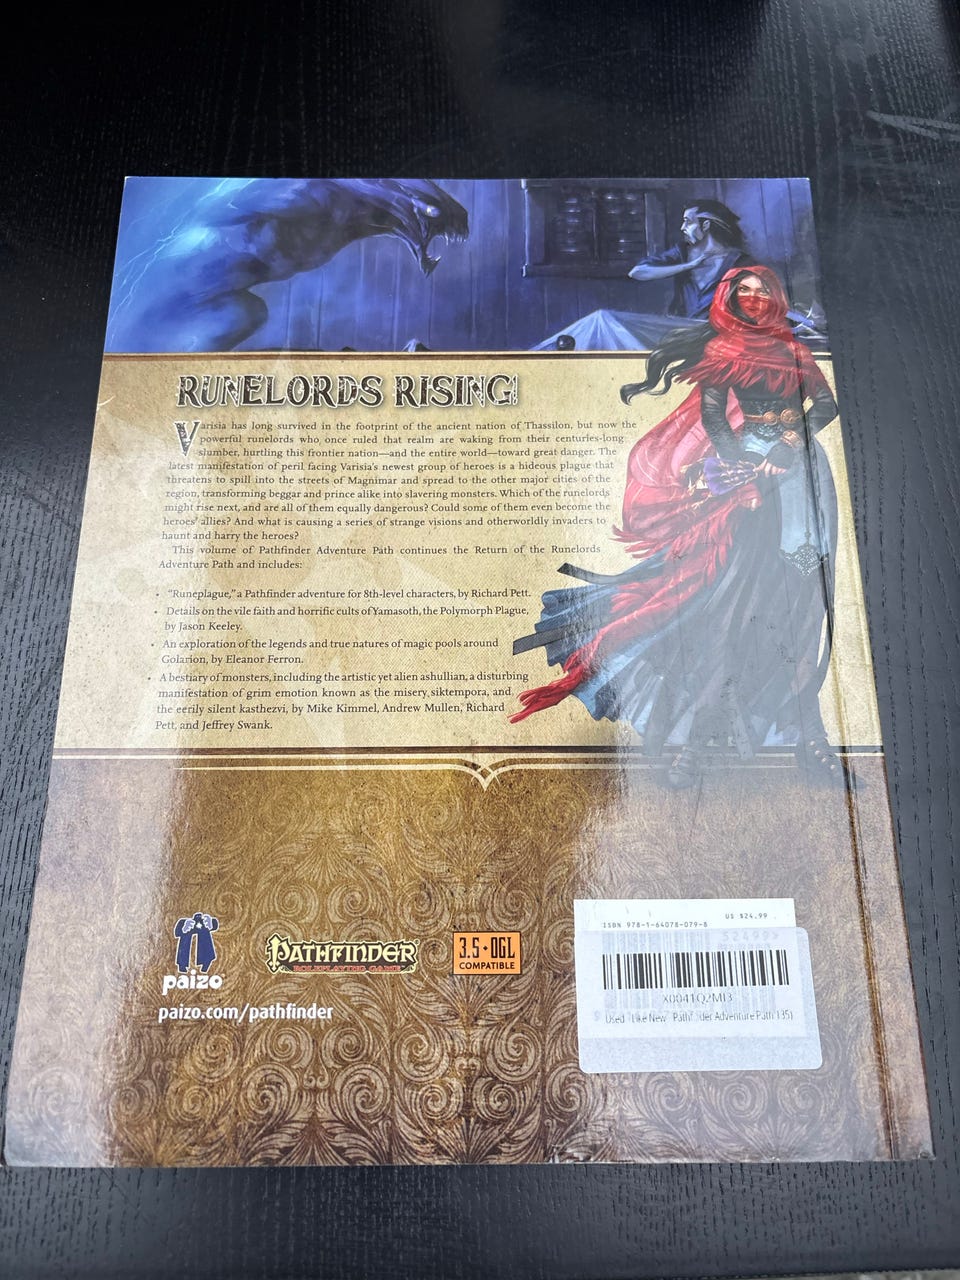 RUNELORDS RISING!
Varisia has long survived in the footprint of the ancient nation of Thassilon, but now the
powerful runelords who once ruled that realm are waking from their centuries-long
slumber, hurtling this frontier nation—and the entire world—toward great danger. The
latest manifestation of peril facing Varisia's newest group of heroes is a hideous plague that
threatens to spill into the streets of Magnimar and spread to the other major cities of the
region, transforming beggar and prince alike into slavering monsters. Which of the runelords
might rise next, and are all of them equally dangerous? Could some of them even become the
heroes' allies? And what is causing a series of strange visions and otherworldly invaders to
haunt and harry the heroes?
This volume of Pathfinder Adventure Path continues the Return of the Runelords
Adventure Path and includes:
• "Runeplague," a Pathfinder adventure for 8th-level characters, by Richard Pett.
• Details on the vile faith and horrific cults of Yamasoth, the Polymorph Plague,
by Jason Keeley.
• An exploration of the legends and true natures of magic pools around
Golarion, by Eleanor Ferron.
• A bestiary of monsters, including the artistic yet alien ashullian, a disturbing
manifestation of grim emotion known as the misery siktempora, and
the eerily silent kasthezvi, by Mike Kimmel, Andrew Mullen, Richard
Pett, and Jeffrey Swank.
paizo
paizo.com/pathfinder
PATHFINDER
ROLEPLAYING GAME
3.5 • OGL
COMPATIBLE
US $24.99
ISBN 978-1-64078-079-8
52499>
X0041Q2MI3
Used Like New Path der Adventure Path 135)